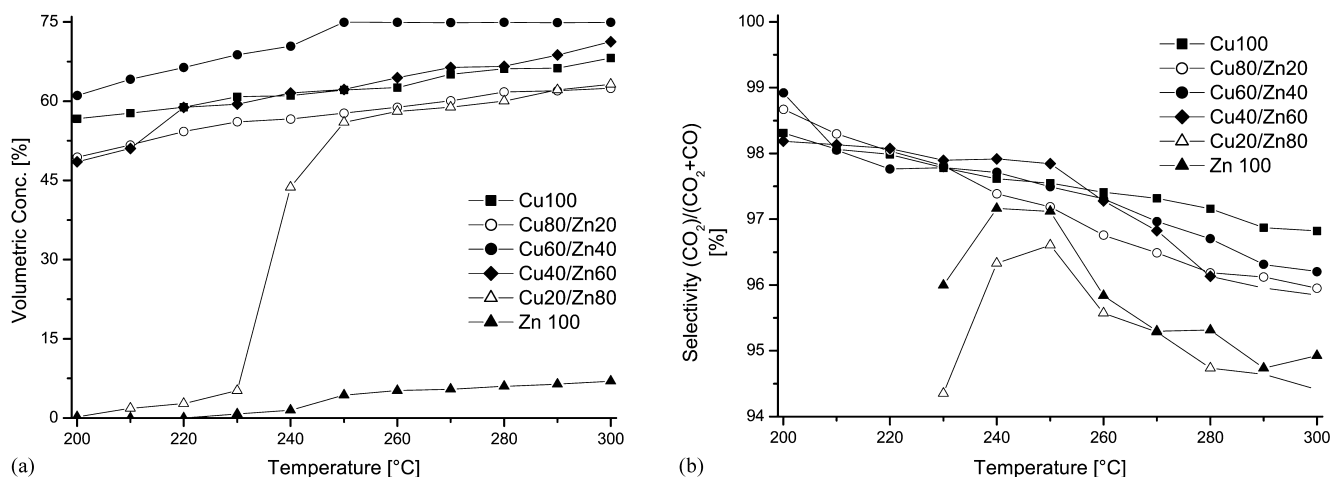 75
60
45
30
15
0
Volumetric Conc. [%]
Cu100
Cu80/Zn20
Cu60/Zn40
Cu40/Zn60
Cu20/Zn80
Zn 100
200 220 240 260 280 300
Temperature [°C]
(a)
100
99
98
97
96
95
94
Selectivity (CO2)/(CO2+CO)
[%]
Cu100
Cu80/Zn20
Cu60/Zn40
Cu40/Zn60
Cu20/Zn80
Zn 100
200 220 240 260 280 300
Temperature [°C]
(b)